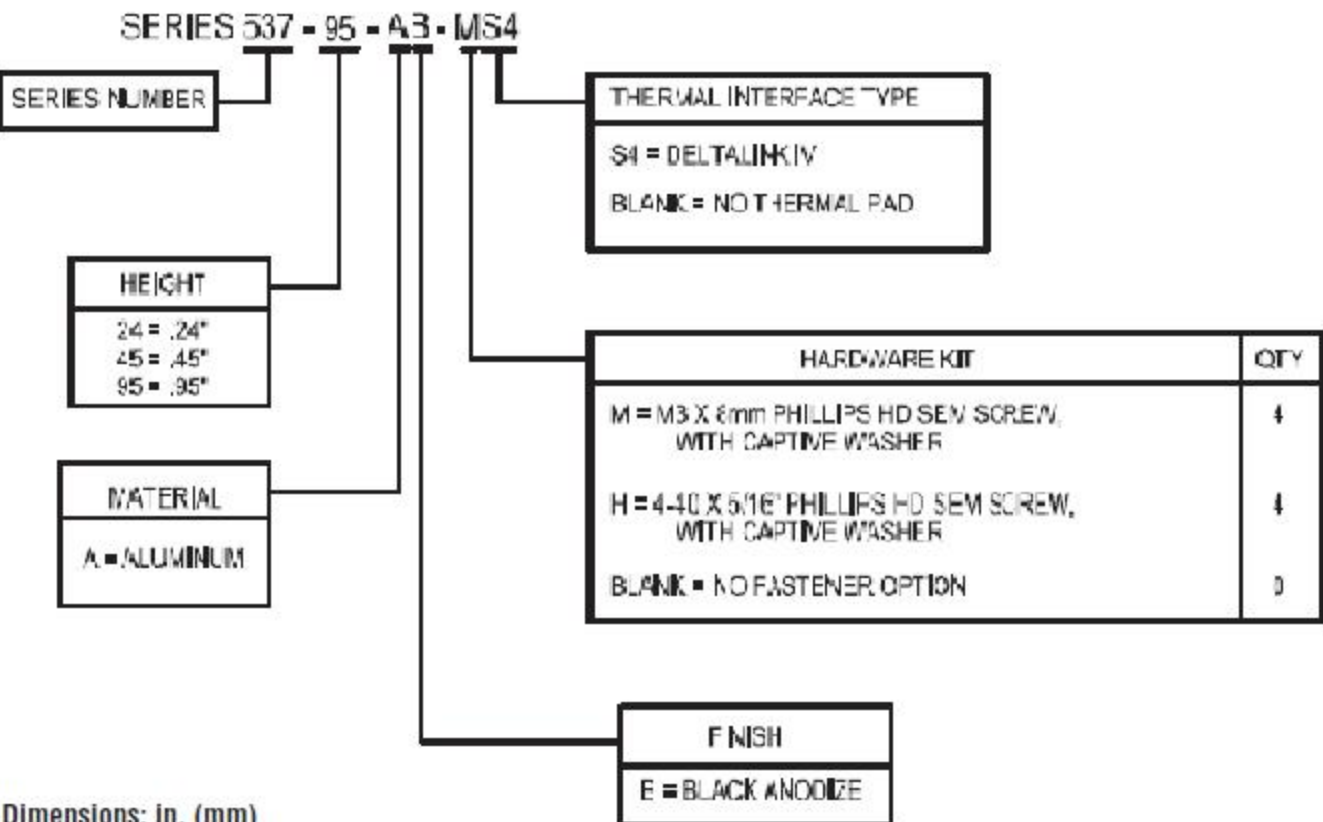 SERIES 537 - 95 - AB - MS4
SERIES NUMBER
THERMAL INTERFACE TYPE
S4 = DELTALINK IV
BLANK = NO THERMAL PAD
HEIGHT
24 = .24"
45 = .45"
95 = .95"
HARDWARE KIT QTY
M = M3 X 8mm PHILLIPS HD SEM SCREW, 4
WITH CAPTIVE WASHER
H = 4-40 X 5/16" PHILLIPS HD SEM SCREW, 4
WITH CAPTIVE WASHER
BLANK = NO FASTENER OPTION 0
MATERIAL
A = ALUMINUM
FINISH
B = BLACK ANODIZE
Dimensions: in. (mm)